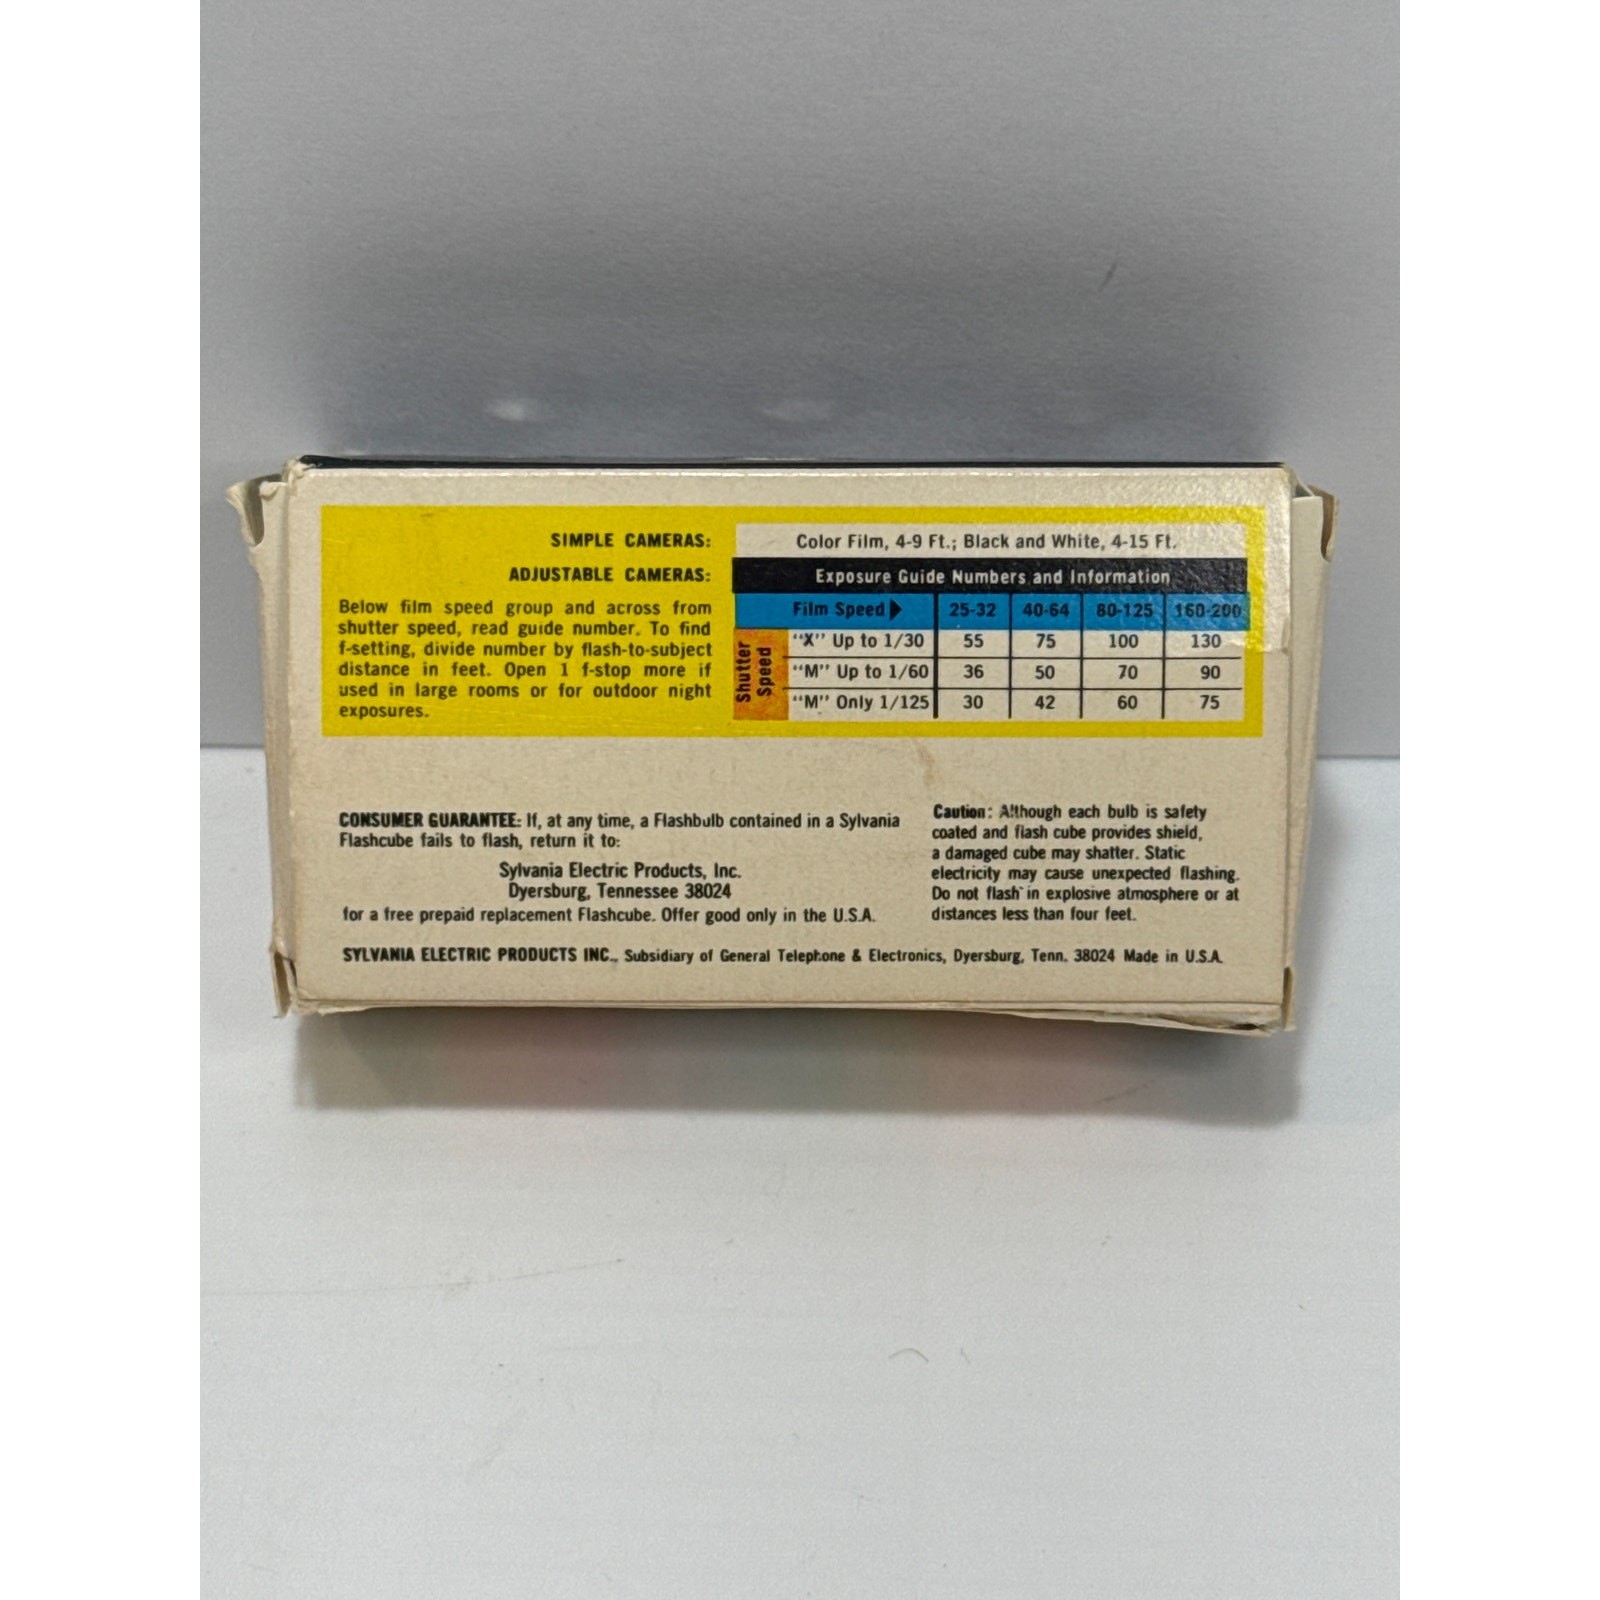 SIMPLE CAMERAS: Color Film, 4-9 Ft.; Black and White, 4-15 Ft.
ADJUSTABLE CAMERAS: Exposure Guide Numbers and Information
Below film speed group and across from
shutter speed, read guide number. To find
f-setting, divide number by flash-to-subject
distance in feet. Open 1 f-stop more if
used in large rooms or for outdoor night
exposures.
Film Speed ▶ 25-32 40-64 80-125 160-200
Shutter
Speed
"X" Up to 1/30 55 75 100 130
"M" Up to 1/60 36 50 70 90
"M" Only 1/125 30 42 60 75
CONSUMER GUARANTEE: If, at any time, a Flashbulb contained in a Sylvania
Flashcube fails to flash, return it to:
Sylvania Electric Products, Inc.
Dyersburg, Tennessee 38024
for a free prepaid replacement Flashcube. Offer good only in the U.S.A.
Caution: Although each bulb is safety
coated and flash cube provides shield,
a damaged cube may shatter. Static
electricity may cause unexpected flashing.
Do not flash in explosive atmosphere or at
distances less than four feet.
SYLVANIA ELECTRIC PRODUCTS INC., Subsidiary of General Telephone & Electronics, Dyersburg, Tenn. 38024 Made in U.S.A.